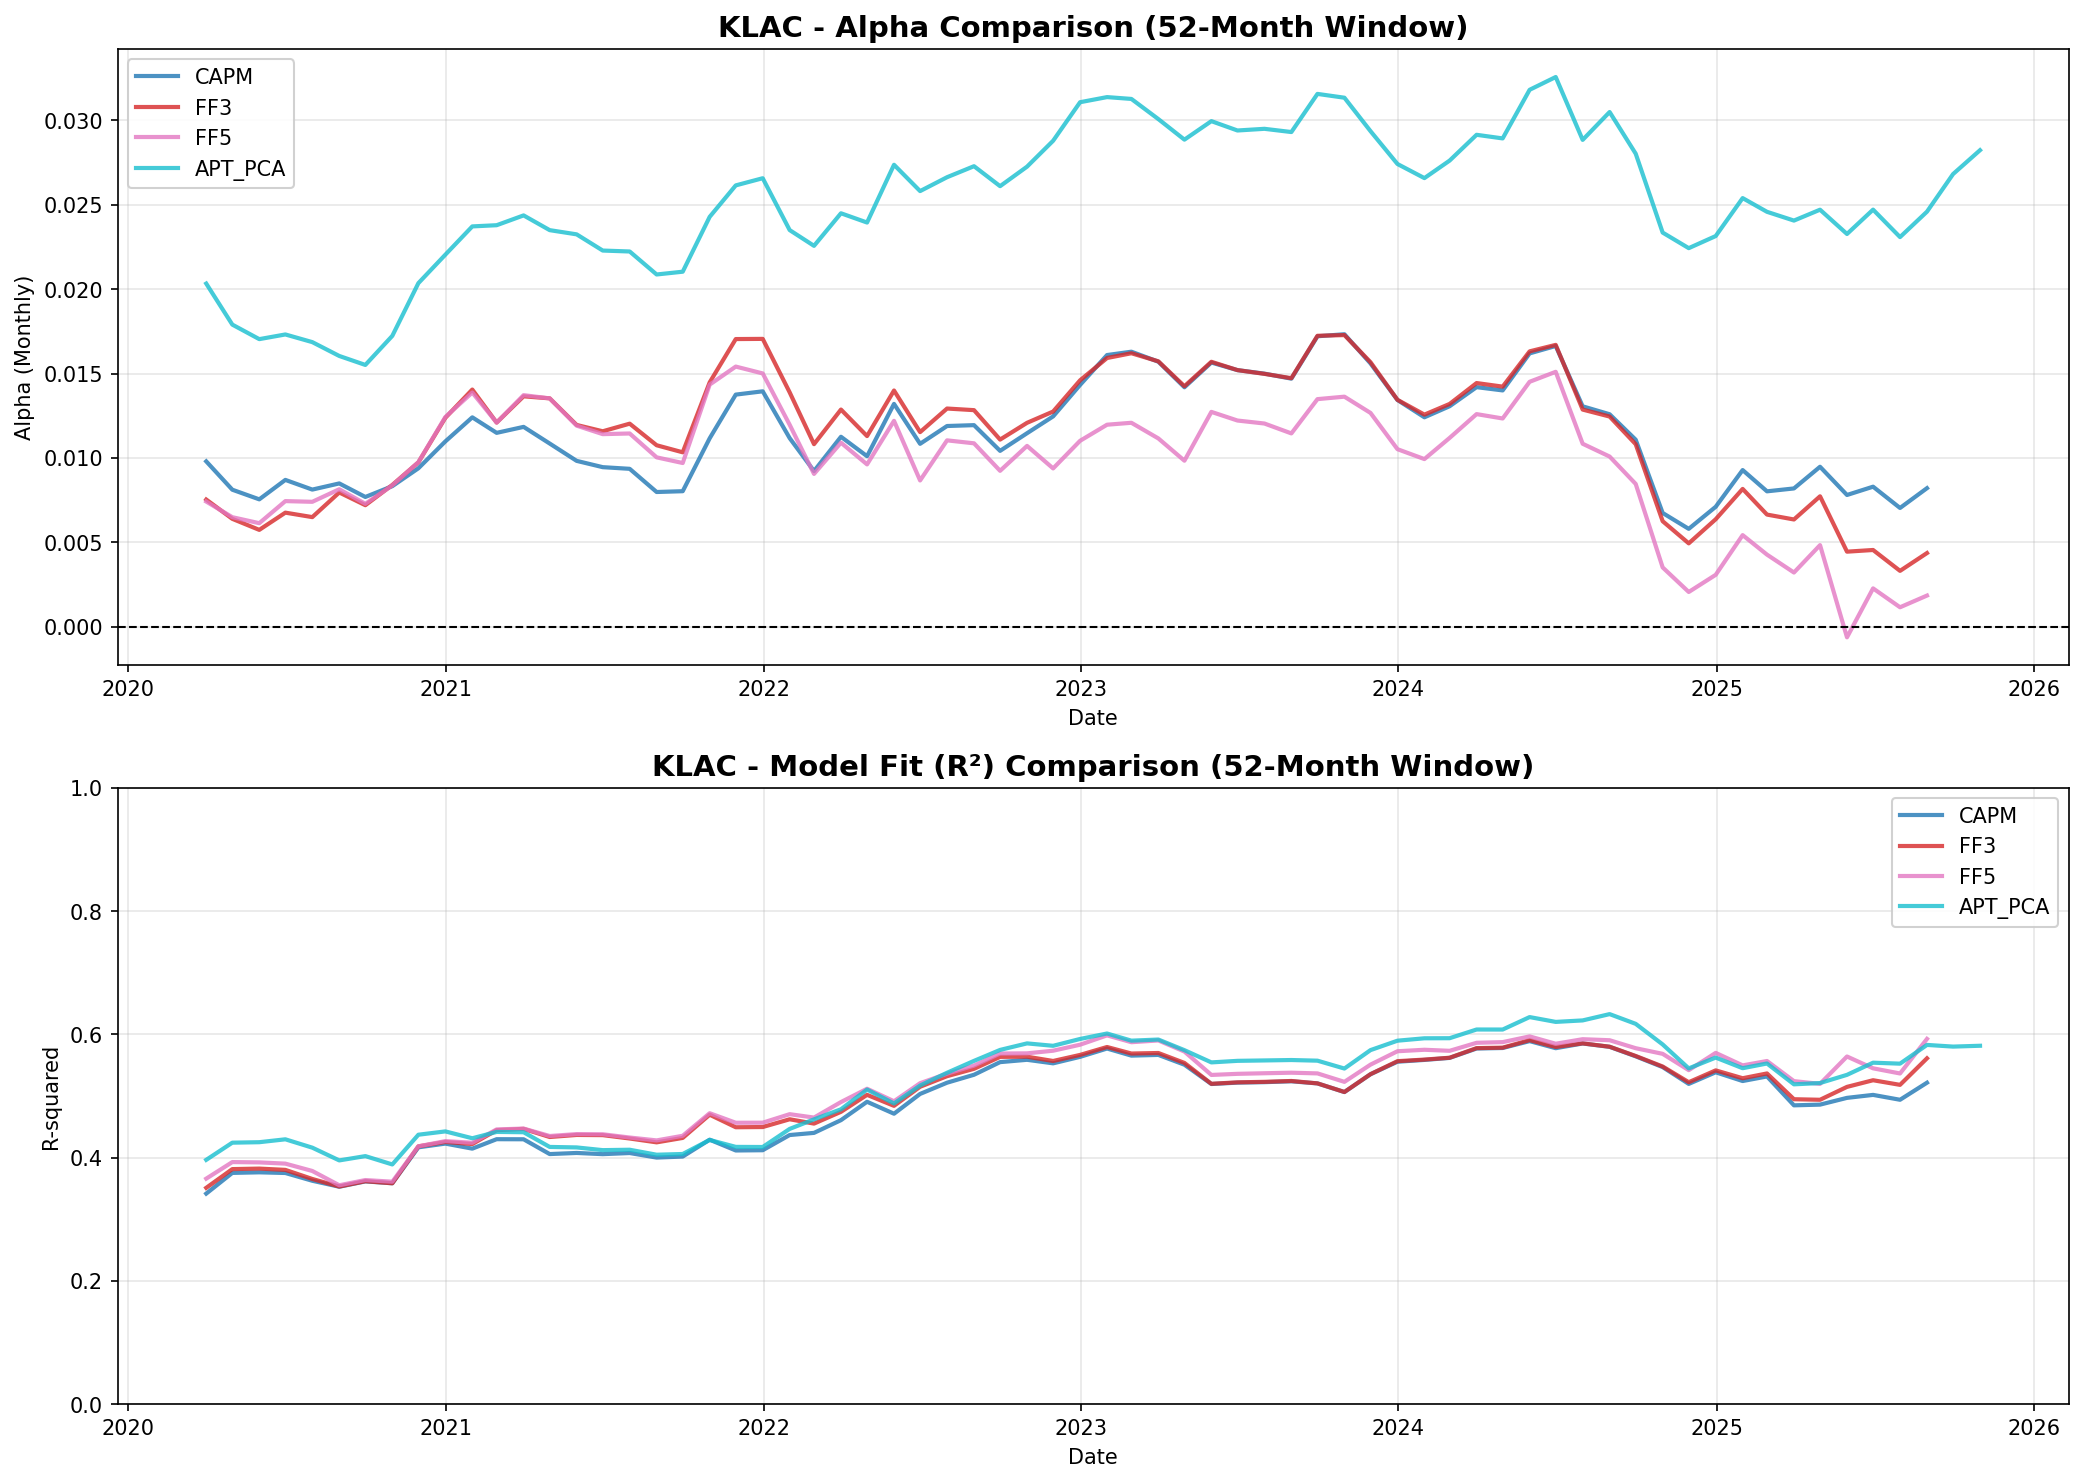 KLAC - Alpha Comparison (52-Month Window)
CAPM
FF3
FF5
APT_PCA
Alpha (Monthly)
0.030
0.025
0.020
0.015
0.010
0.005
0.000
2020 2021 2022 2023 2024 2025 2026
Date
KLAC - Model Fit (R²) Comparison (52-Month Window)
CAPM
FF3
FF5
APT_PCA
R-squared
1.0
0.8
0.6
0.4
0.2
0.0
2020 2021 2022 2023 2024 2025 2026
Date